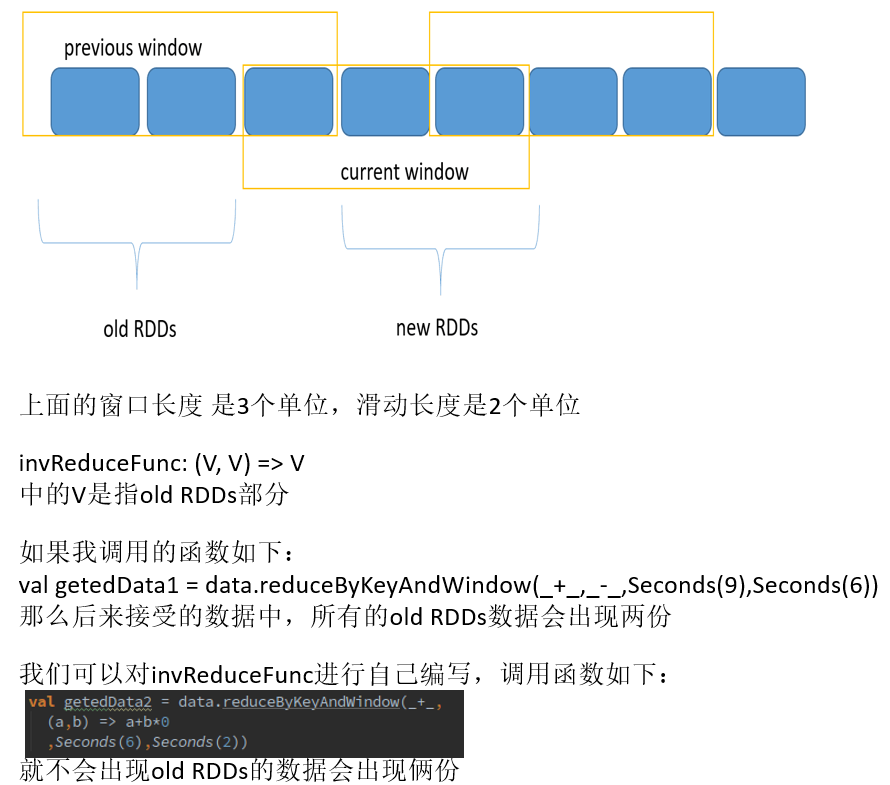 previous window
current window
old RDDs
new RDDs
上面的窗口长度 是3个单位，滑动长度是2个单位
invReduceFunc: (V, V) => V
中的V是指old RDDs部分
如果我调用的函数如下：
val getedData1 = data.reduceByKeyAndWindow(_+_,_-_,Seconds(9),Seconds(6))
那么后来接受的数据中，所有的old RDDs数据会出现两份
我们可以对invReduceFunc进行自己编写，调用函数如下：
val getedData2 = data.reduceByKeyAndWindow(_+_,
(a,b) => a+b*0
,Seconds(6),Seconds(2))
就不会出现old RDDs的数据会出现俩份